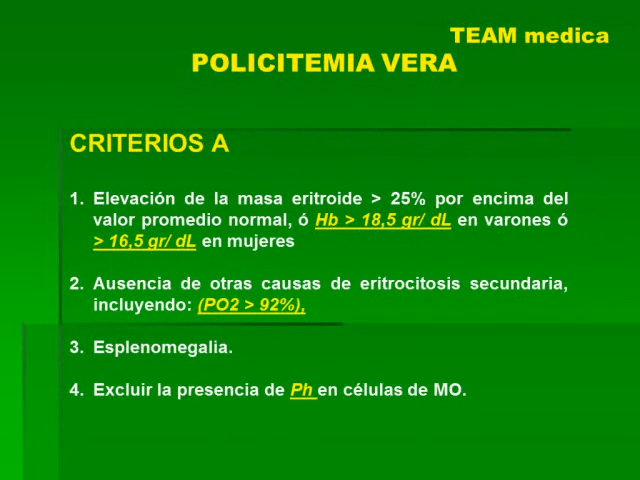 TEAM medica
POLICITEMIA VERA
CRITERIOS A
1. Elevación de la masa eritroide > 25% por encima del
valor promedio normal, ó Hb > 18,5 gr/ dL en varones ó
> 16,5 gr/ dL en mujeres
2. Ausencia de otras causas de eritrocitosis secundaria,
incluyendo: (PO2 > 92%),
3. Esplenomegalia.
4. Excluir la presencia de Ph en células de MO.